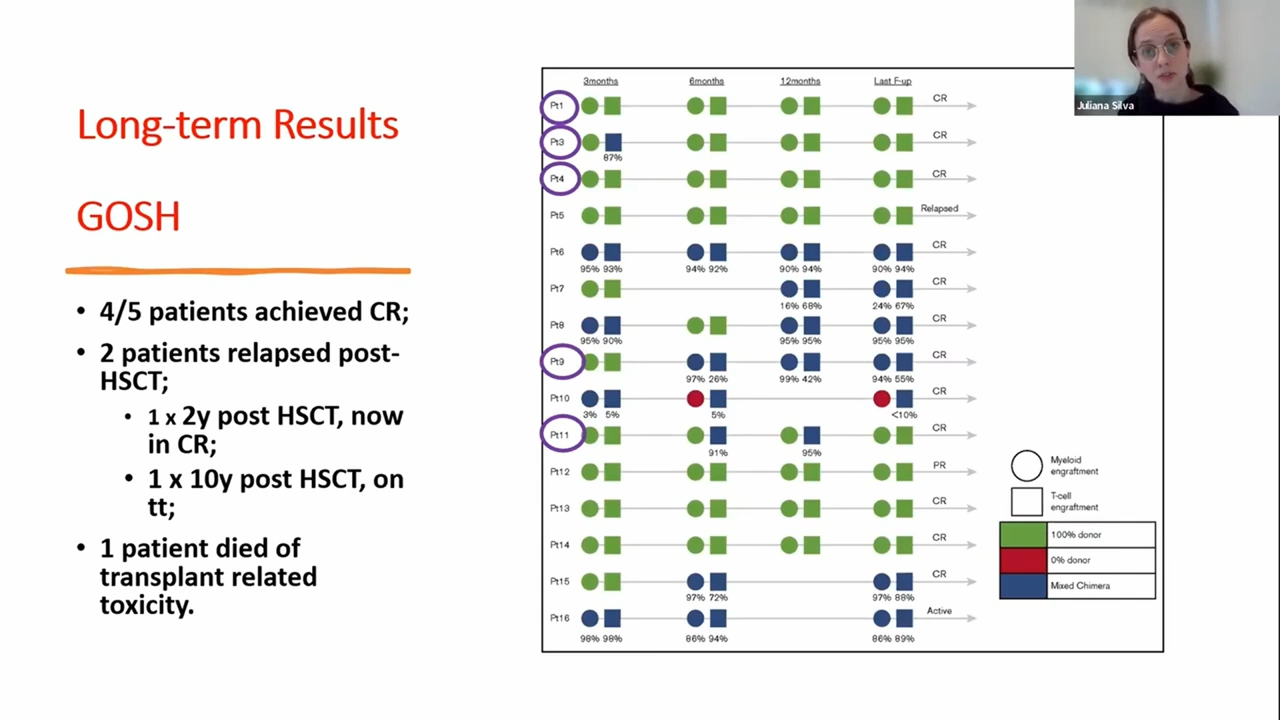 Long-term Results
GOSH
• 4/5 patients achieved CR;
• 2 patients relapsed post-
HSCT;
• 1 x 2y post HSCT, now
in CR;
• 1 x 10y post HSCT, on
tt;
• 1 patient died of
transplant related
toxicity.
3months 6months 12months Last F-up
Pt1 CR
Pt3 CR
87%
Pt4 CR
Pt5 Relapsed
Pt6 CR
95% 93% 94% 92% 90% 94% 90% 94%
Pt7 CR
16% 68% 24% 67%
Pt8 CR
95% 90% 95% 95% 95% 95%
Pt9 CR
97% 26% 99% 42% 94% 55%
Pt10 CR
3% 5% 5% <10%
Pt11 CR
91% 95%
Pt12 PR
Pt13 CR
Pt14 CR
Pt15 CR
97% 72% 97% 88%
Pt16 Active
98% 98% 86% 94% 86% 89%
Myeloid
engraftment
T-cell
engraftment
100% donor
0% donor
Mixed Chimera
Juliana Silva